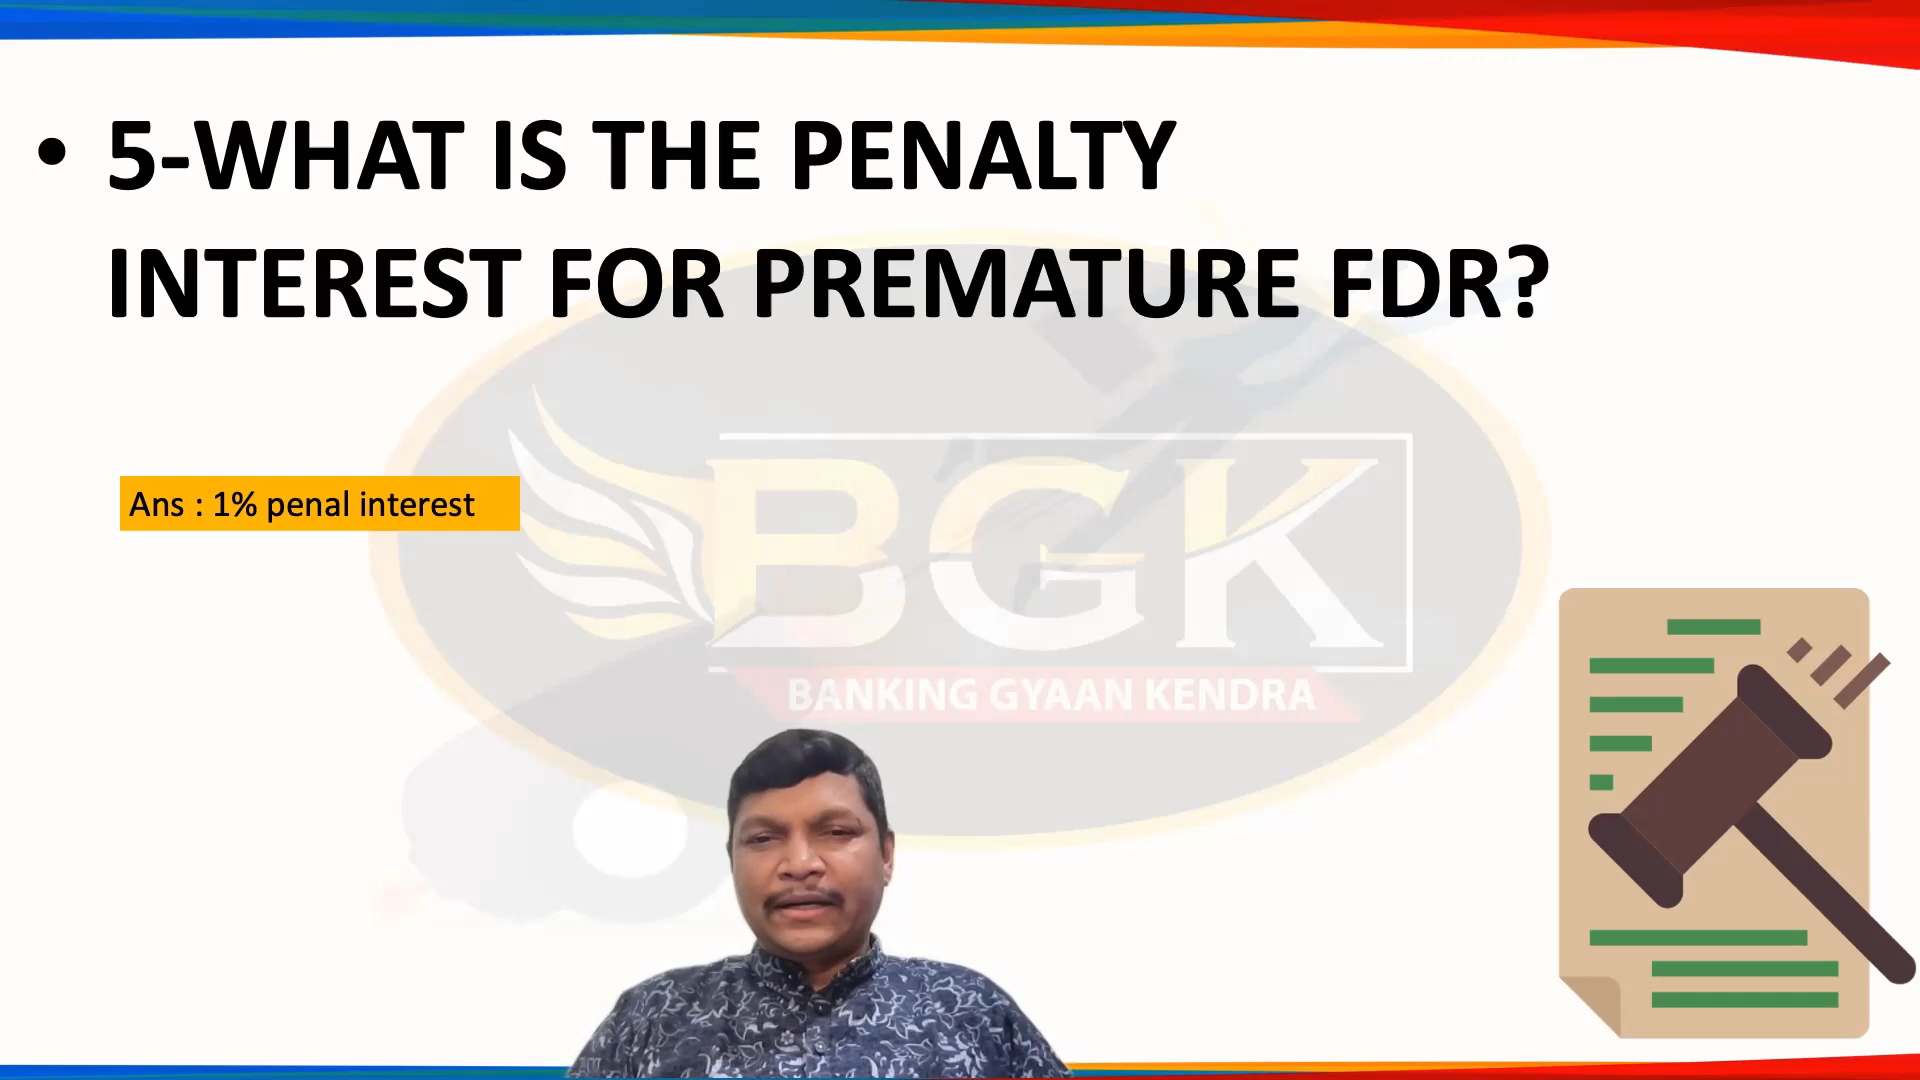 • 5-WHAT IS THE PENALTY
INTEREST FOR PREMATURE FDR?
Ans : 1% penal interest
BGK
BANKING GYAAN KENDRA